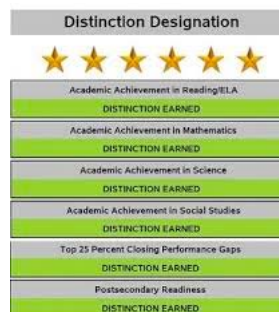 Distinction Designation
Academic Achievement in Reading/ELA
DISTINCTION EARNED
Academic Achievement in Mathematics
DISTINCTION EARNED
Academic Achievement in Science
DISTINCTION EARNED
Academic Achievement in Social Studies
DISTINCTION EARNED
Top 25 Percent Closing Performance Gaps
DISTINCTION EARNED
Postsecondary Readiness
DISTINCTION EARNED